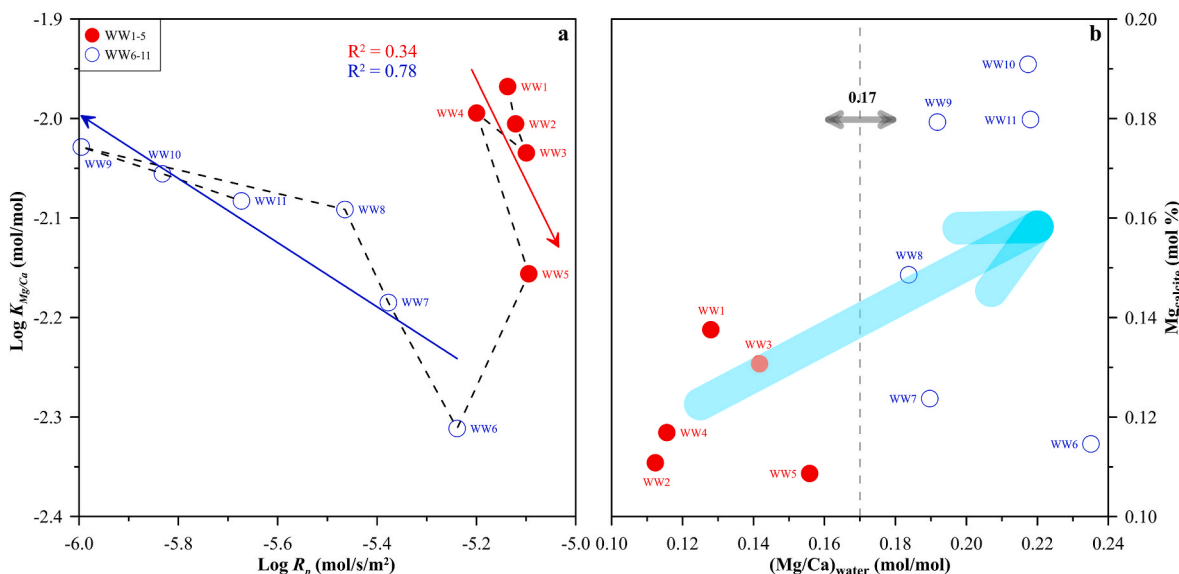 WW1-5
WW6-11
a
R² = 0.34
R² = 0.78
WW1
WW2
WW3
WW4
WW5
WW6
WW7
WW8
WW9
WW10
WW11
-1.9
-2.0
-2.1
-2.2
-2.3
-2.4
Log K Mg/Ca (mol/mol)
-6.0 -5.8 -5.6 -5.4 -5.2 -5.0
Log Rp (mol/s/m²)
b
0.17
WW10
WW9
WW11
WW8
WW1
WW3
WW7
WW4
WW6
WW2
WW5
0.20
0.18
0.16
0.14
0.12
0.10
Mgcalsite (mol %)
0.10 0.12 0.14 0.16 0.18 0.20 0.22 0.24
(Mg/Ca)water (mol/mol)